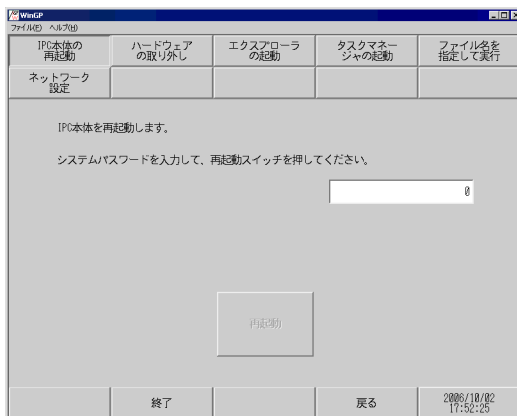 WinGP
ファイル(F) ヘルプ(H)
IPC本体の
再起動
ハードウェア
の取り外し
エクスプローラ
の起動
タスクマネー
ジャの起動
ファイル名を
指定して実行
ネットワーク
設定
IPC本体を再起動します。
システムパスワードを入力して、再起動スイッチを押してください。
0
再起動
終了
戻る
2006/10/02
17:52:25